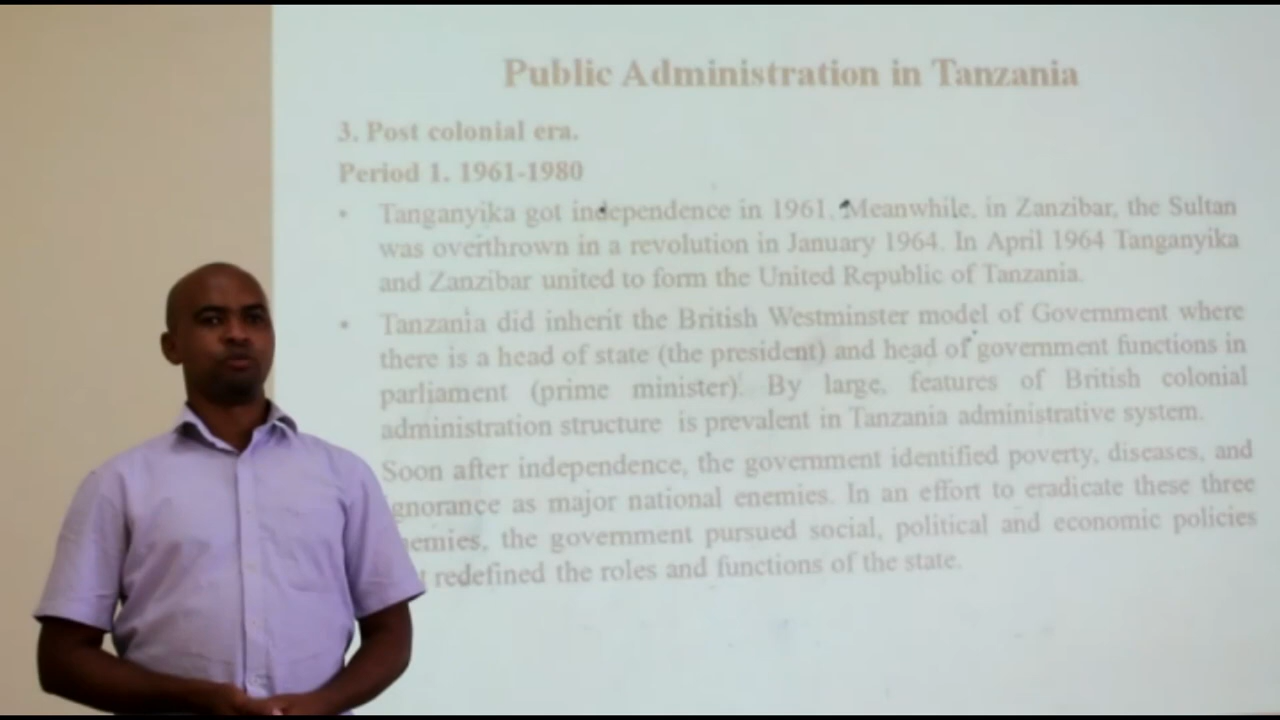 Public Administration in Tanzania
3. Post colonial era.
Period 1. 1961-1980
• Tanganyika got independence in 1961. Meanwhile, in Zanzibar, the Sultan
was overthrown in a revolution in January 1964. In April 1964 Tanganyika
and Zanzibar united to form the United Republic of Tanzania.
• Tanzania did inherit the British Westminster model of Government where
there is a head of state (the president) and head of government functions in
parliament (prime minister). By large, features of British colonial
administration structure is prevalent in Tanzania administrative system.
Soon after independence, the government identified poverty, diseases, and
gnorance as major national enemies. In an effort to eradicate these three
emies, the government pursued social, political and economic policies
t redefined the roles and functions of the state.